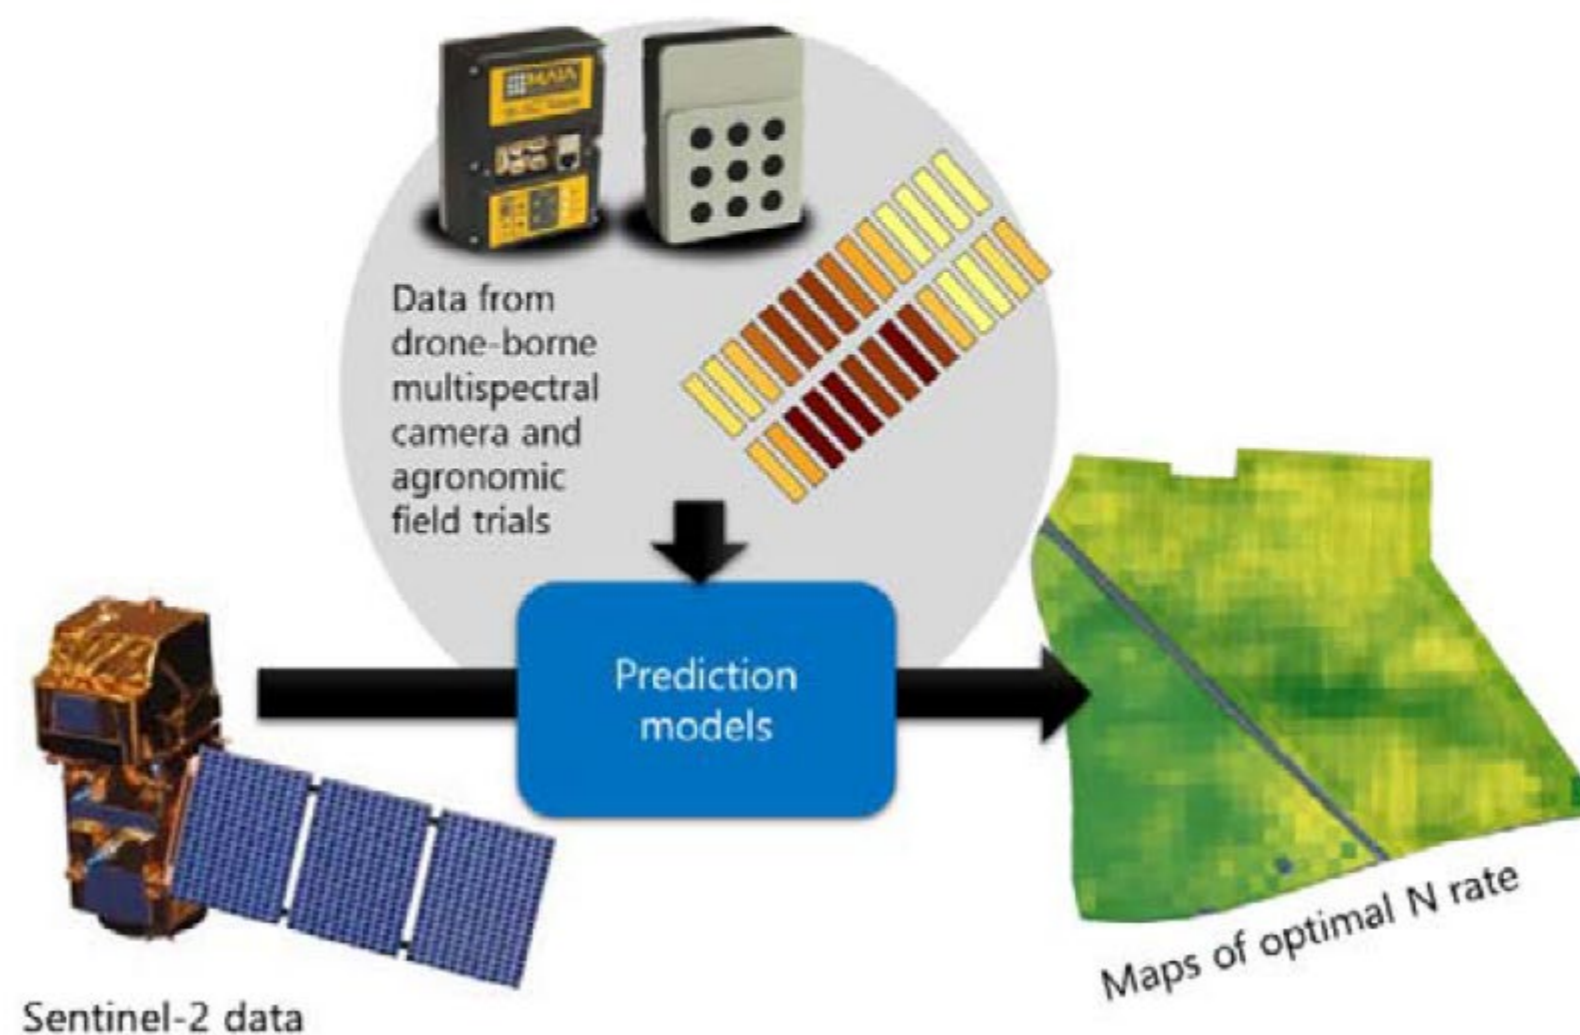 MAIA
Data from
drone-borne
multispectral
camera and
agronomic
field trials
Prediction
models
Maps of optimal N rate
Sentinel-2 data